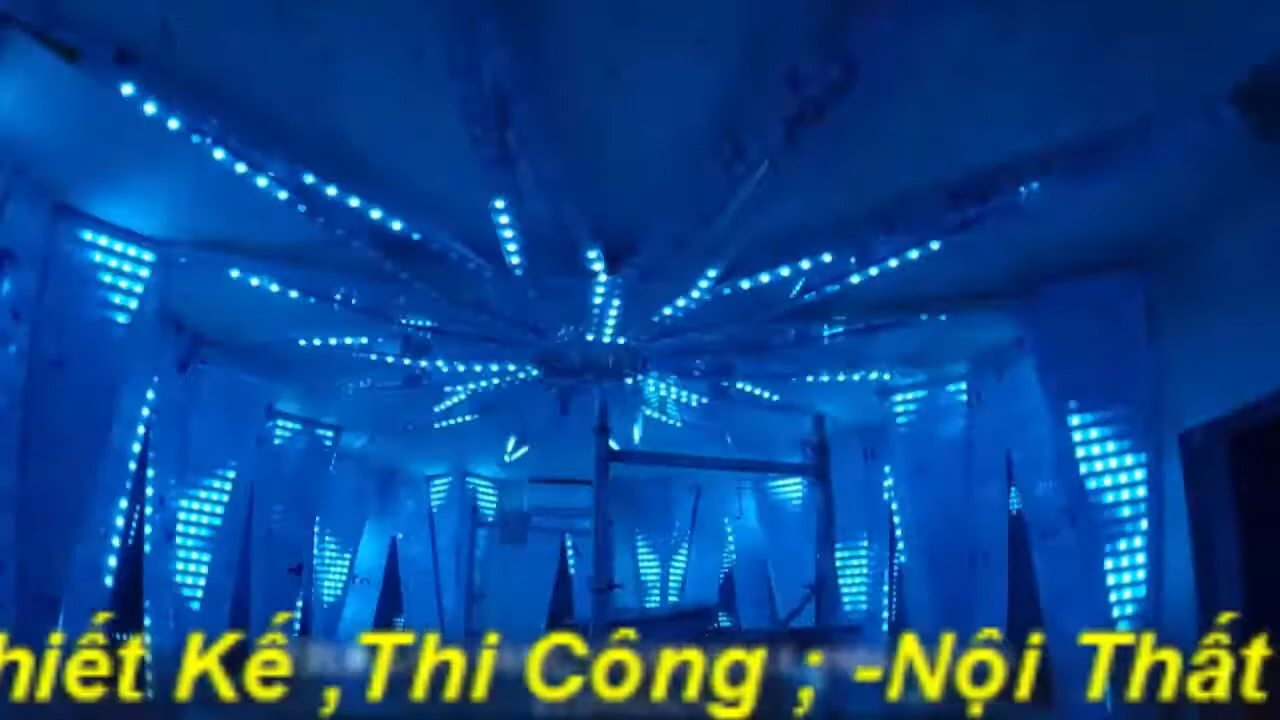 hiết Kế ,Thi Công ; -Nội Thất